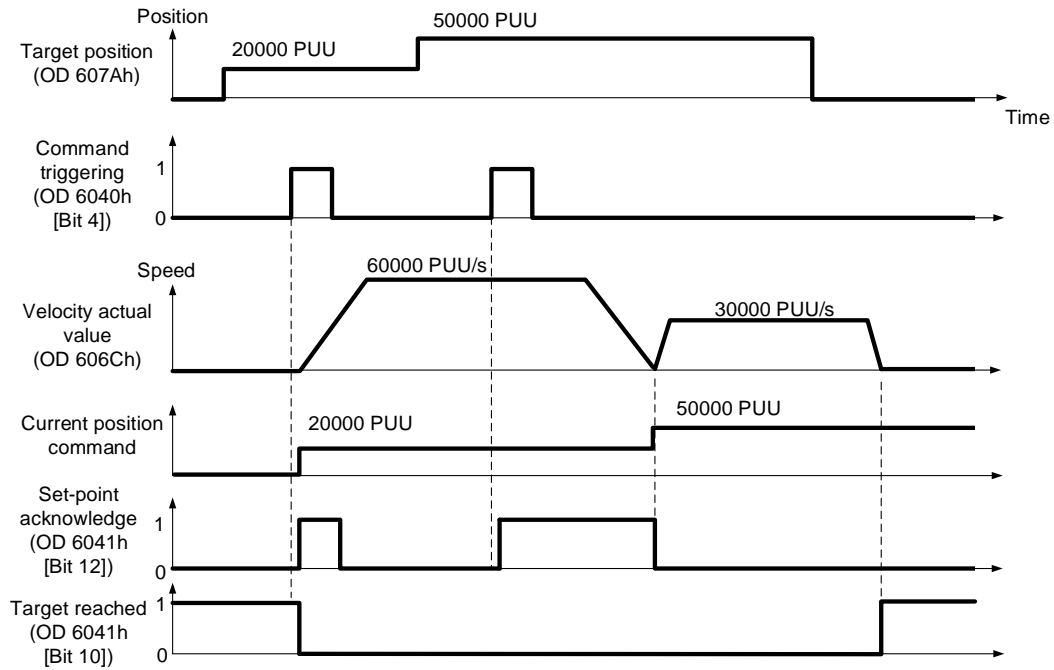 Position
Target position
(OD 607Ah)
20000 PUU
50000 PUU
Time
Command
triggering
(OD 6040h
[Bit 4])
1
0
Speed
Velocity actual
value
(OD 606Ch)
60000 PUU/s
30000 PUU/s
Current position
command
20000 PUU
50000 PUU
Set-point
acknowledge
(OD 6041h
[Bit 12])
1
0
Target reached
(OD 6041h
[Bit 10])
1
0